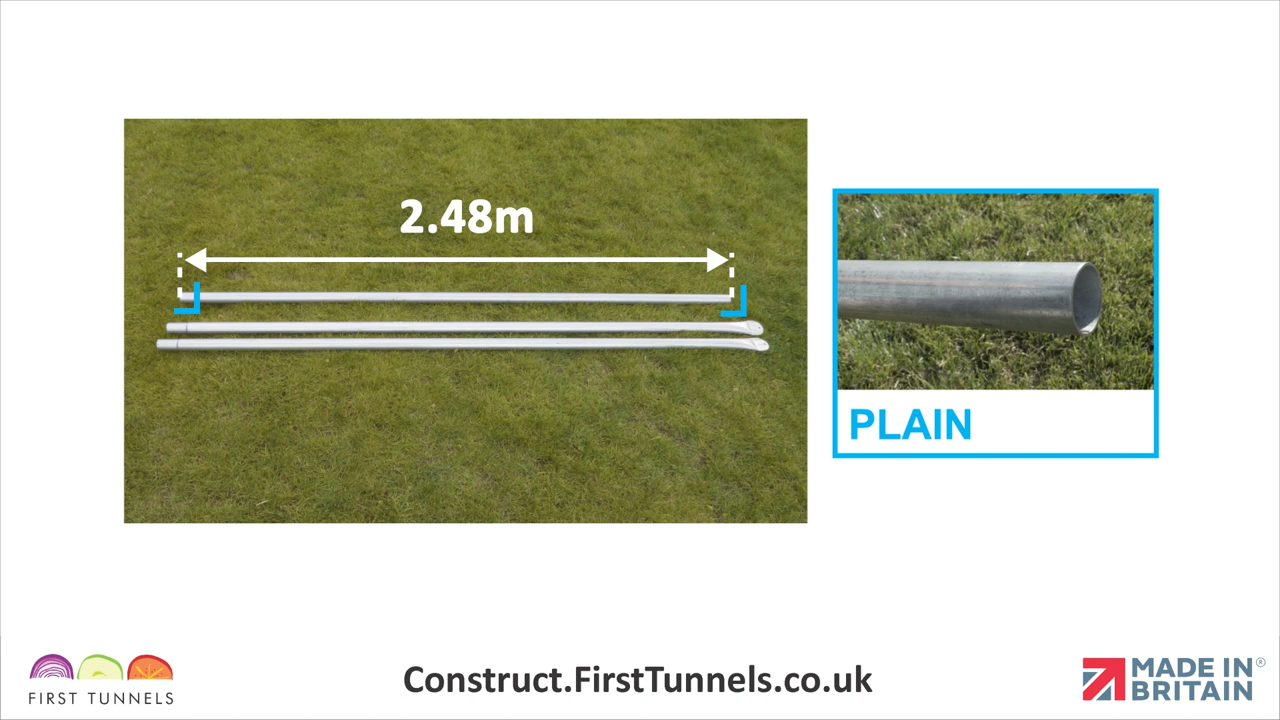 2.48m
PLAIN
FIRST TUNNELS
Construct.FirstTunnels.co.uk
MADE IN®
BRITAIN